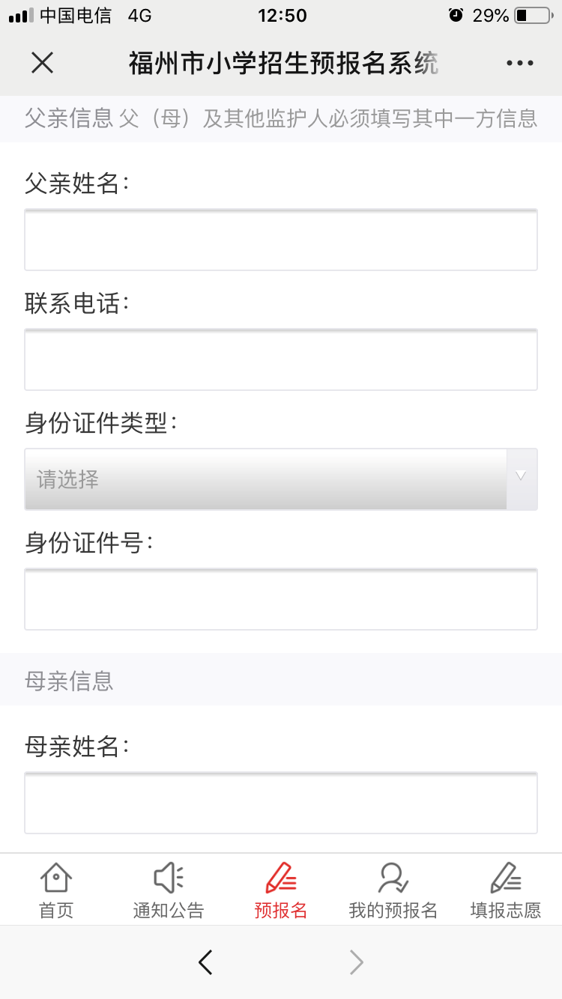 中国电信 4G 12:50 29%
福州市小学招生预报名系统
父亲信息 父（母）及其他监护人必须填写其中一方信息
父亲姓名：
联系电话：
身份证件类型：
请选择
身份证件号：
母亲信息
母亲姓名：
首页 通知公告 预报名 我的预报名 填报志愿